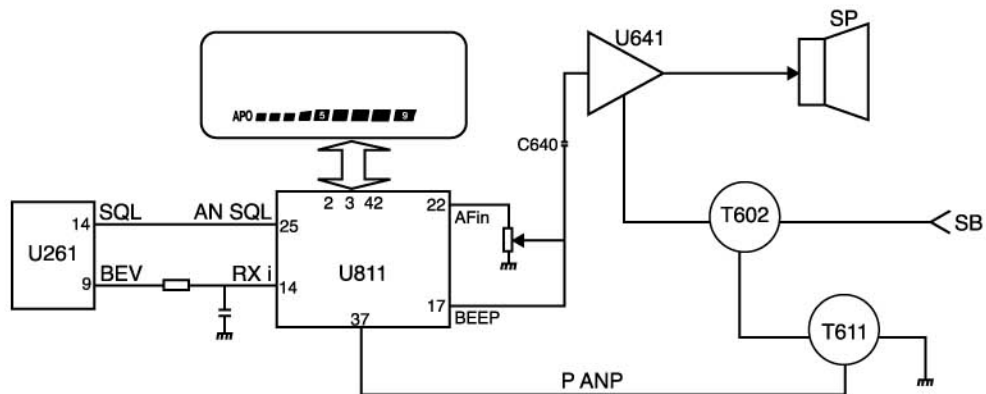 U641
SP
APO 5 9
C640
2 3 42
14 SQL AN SQL 25
22 AFin
T602
SB
U261
U811
9 BEV RX i 14
17 BEEP
37
T611
P ANP